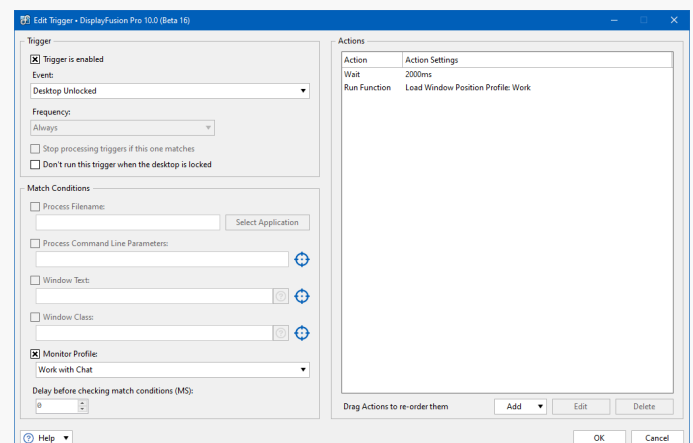 Edit Trigger • DisplayFusion Pro 10.0 (Beta 16)
Trigger
Trigger is enabled
Event:
Desktop Unlocked
Frequency:
Always
Stop processing triggers if this one matches
Don't run this trigger when the desktop is locked
Match Conditions
Process Filename:
Select Application
Process Command Line Parameters:
Window Text:
Window Class:
Monitor Profile:
Work with Chat
Delay before checking match conditions (MS):
0
Help
Actions
Action Action Settings
Wait 2000ms
Run Function Load Window Position Profile: Work
Drag Actions to re-order them Add Edit Delete
OK Cancel